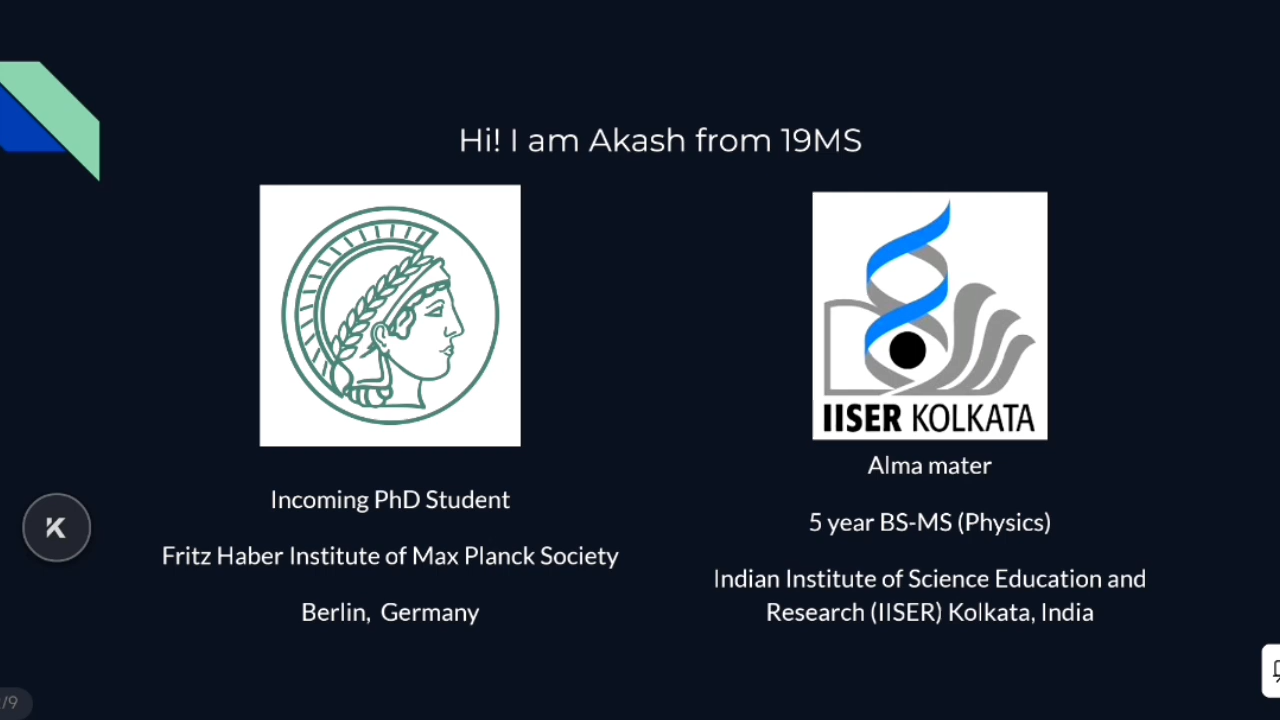 Hi! I am Akash from 19MS
IISER KOLKATA
Incoming PhD Student
Fritz Haber Institute of Max Planck Society
Berlin, Germany
Alma mater
5 year BS-MS (Physics)
Indian Institute of Science Education and
Research (IISER) Kolkata, India
K
/9